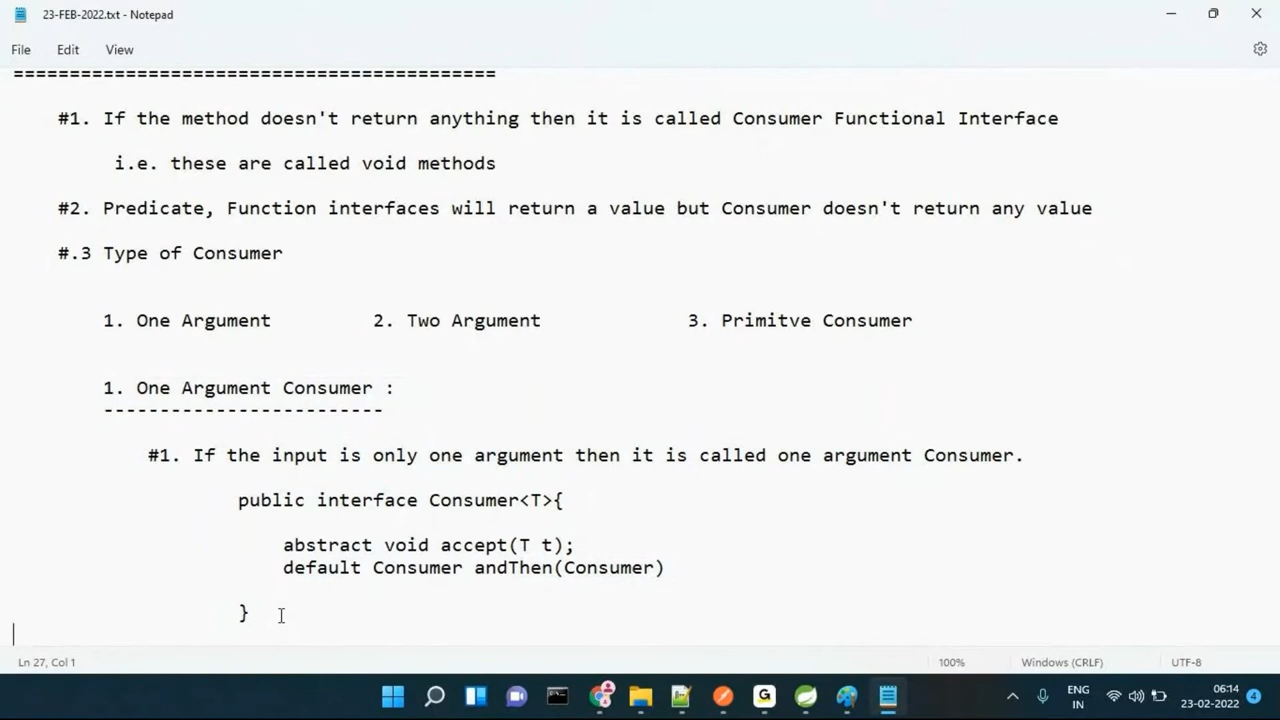 23-FEB-2022.txt - Notepad
File Edit View
===========================================
#1. If the method doesn't return anything then it is called Consumer Functional Interface
i.e. these are called void methods
#2. Predicate, Function interfaces will return a value but Consumer doesn't return any value
#.3 Type of Consumer
1. One Argument 2. Two Argument 3. Primitve Consumer
1. One Argument Consumer :
-------------------------
#1. If the input is only one argument then it is called one argument Consumer.
public interface Consumer<T>{
abstract void accept(T t);
default Consumer andThen(Consumer)
}
Ln 27, Col 1 100% Windows (CRLF) UTF-8
G ENG 06:14
IN 23-02-2022 4